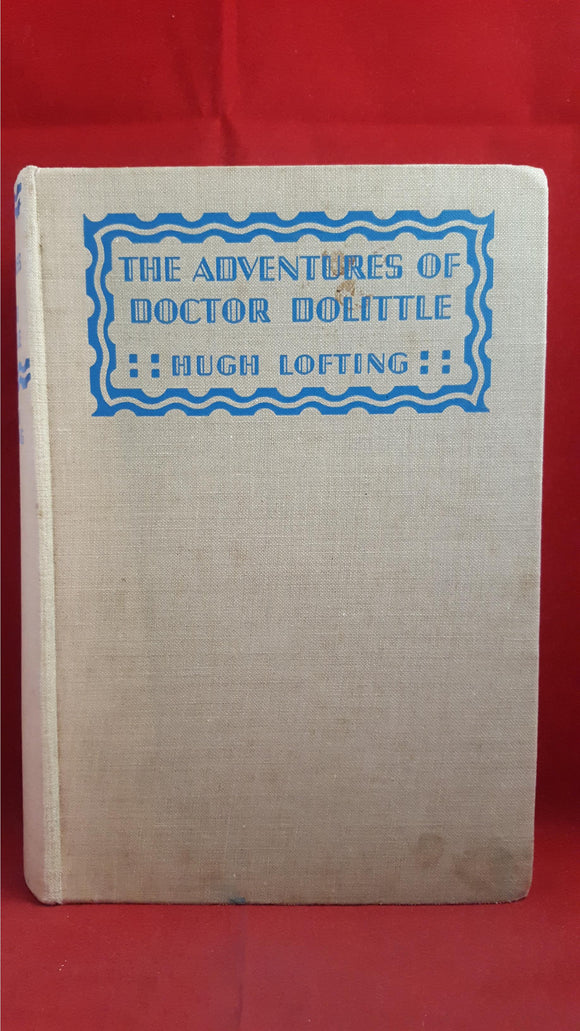 THE ADVENTURES OF
DOCTOR DOLITTLE
HUGH LOFTING